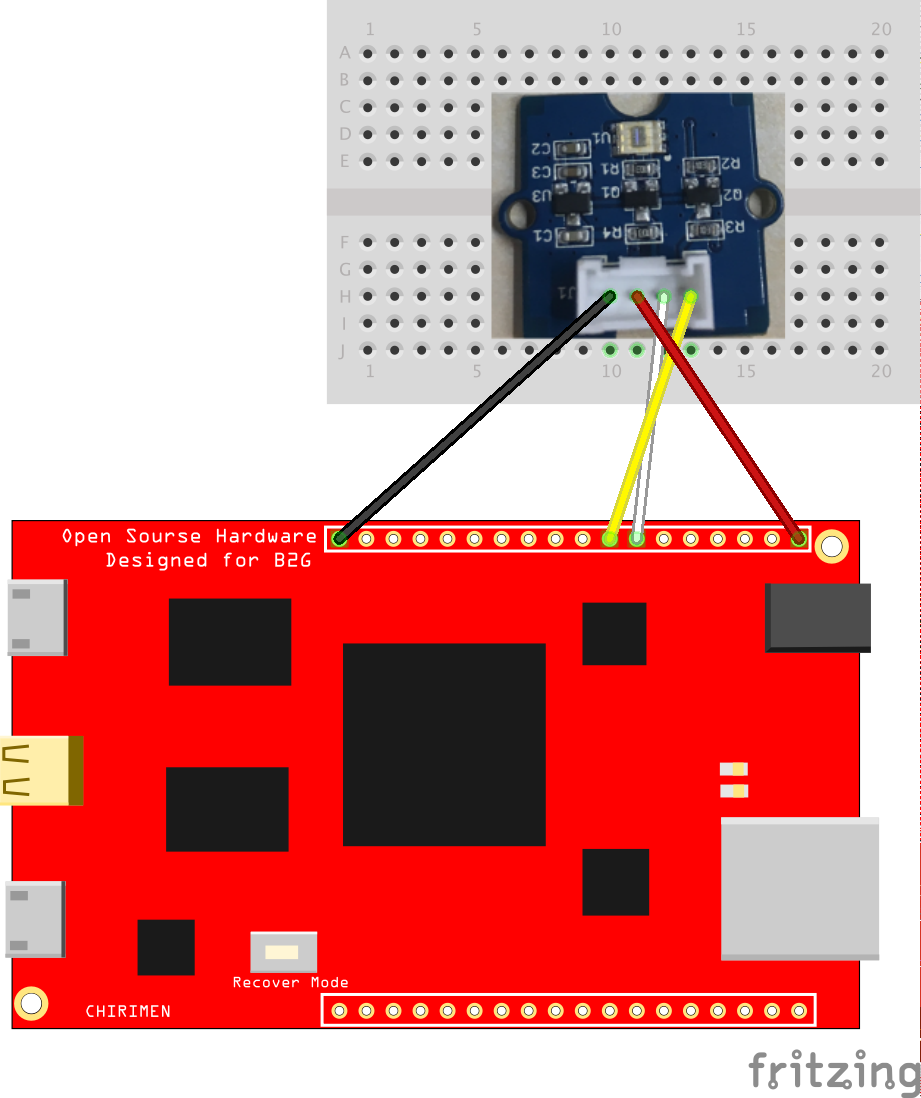 1 5 10 15 20
A
B
C
D
E
U1
C2
R2
C3 R1
U3 Q1 Q2
C1 R4 R3
F
G
H
J1
I
J
1 5 10 15 20
Open Sourse Hardware
Designed for B2G
Recover Mode
CHIRIMEN
fritzing